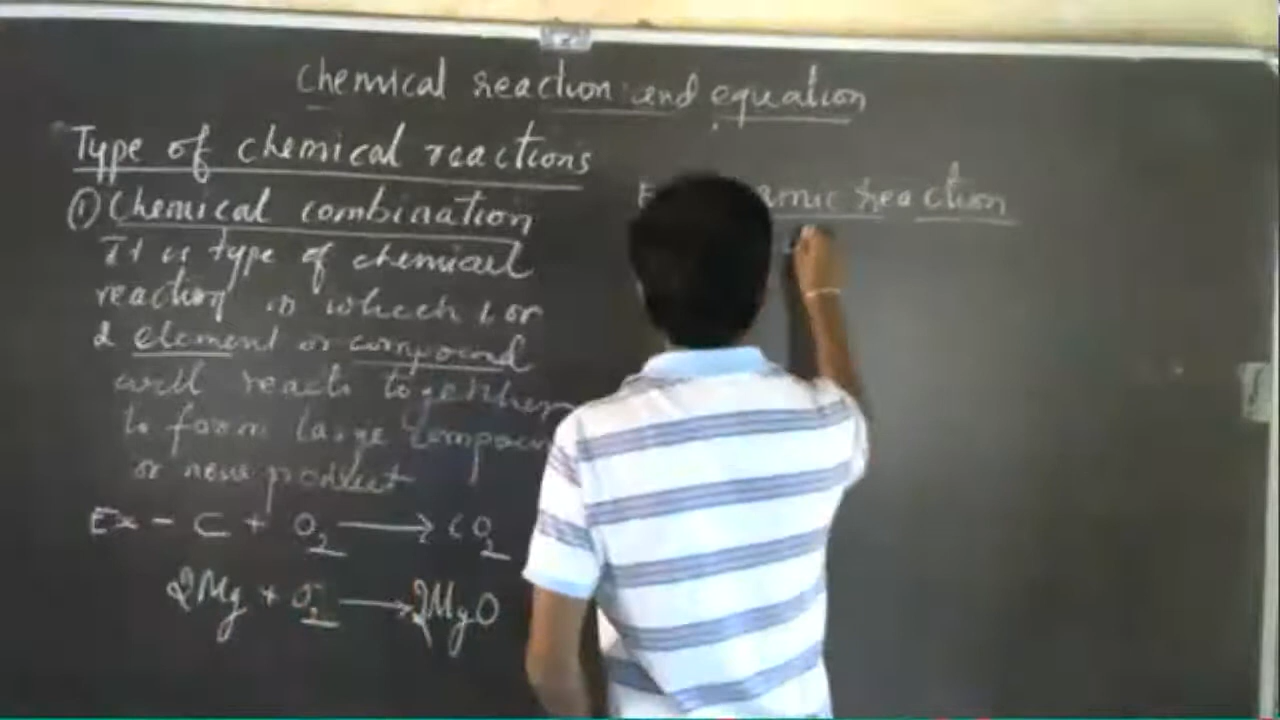 Chemical reaction and equation
Type of chemical reactions
① Chemical combination
It is type of chemical
reaction in which 1 or
2 element or compound
will reacts together
to form large
or new product
Ex - C + O₂ → CO₂
2Mg + O₂ → 2MgO
reaction